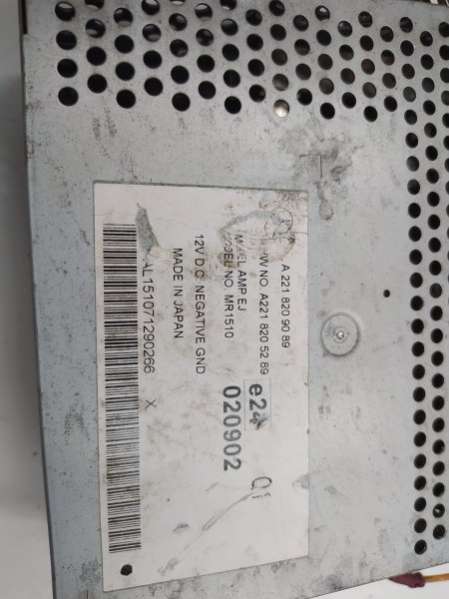 A 221 820 90 89
NO. A221 820 52 89
AMP EJ
MODEL NO. MR1510
12V D.C. NEGATIVE GND
MADE IN JAPAN
e24
020902
AL151071290266 X